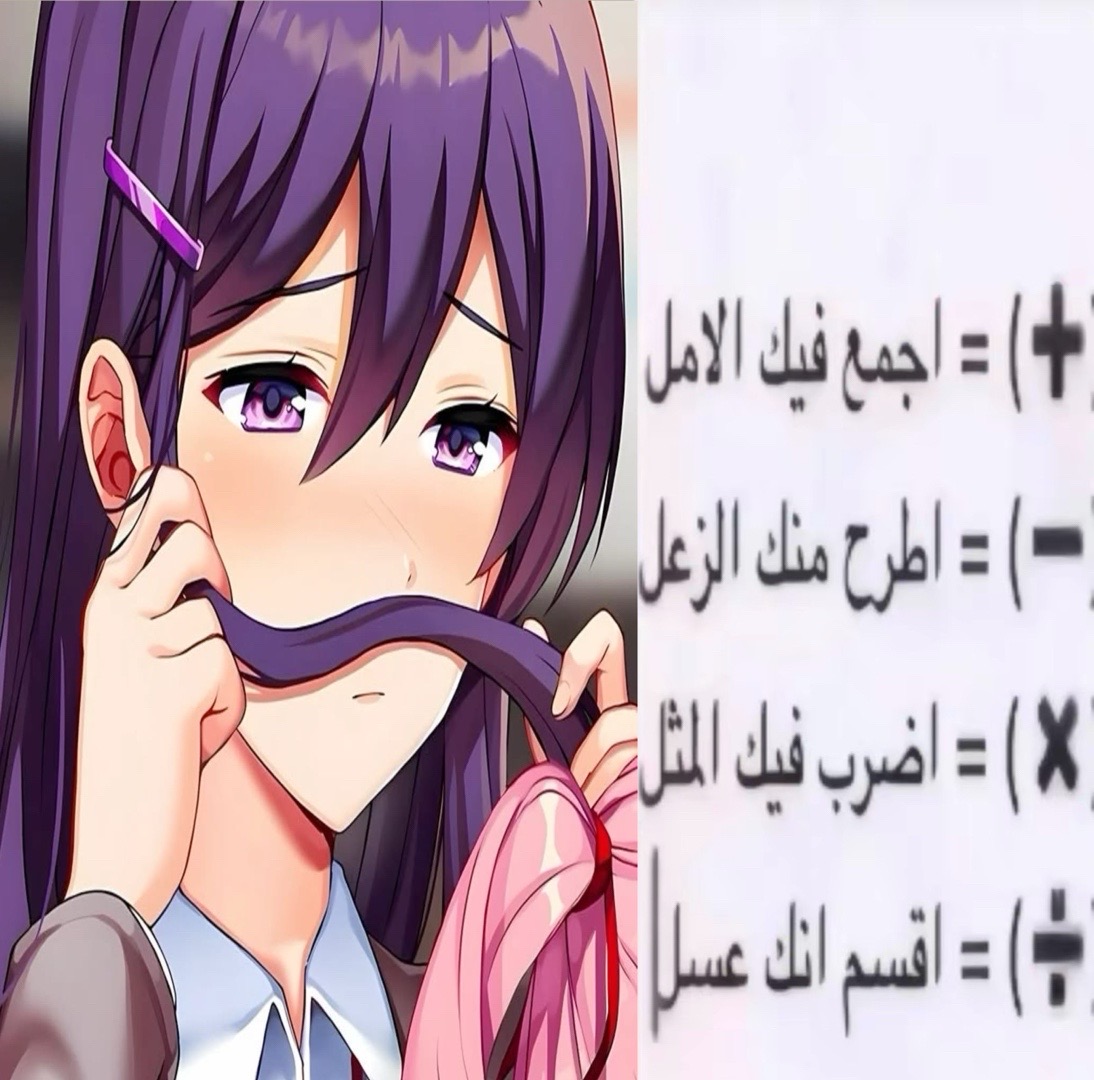 (+) = اجمع فيك الامل
(-) = اطرح منك الزعل
(×) = اضرب فيك المثل
(÷) = اقسم انك عسل